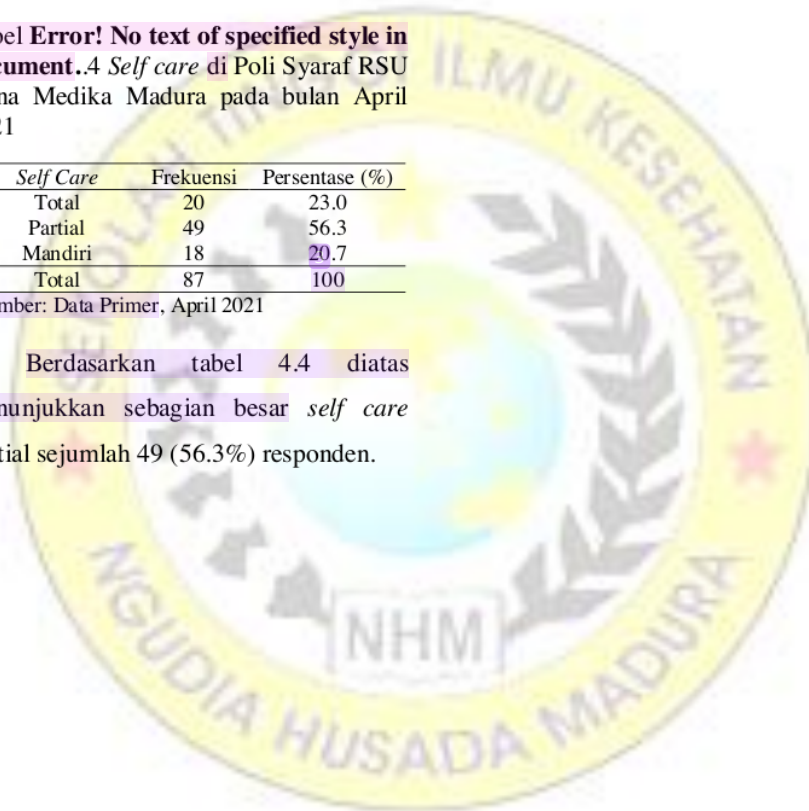 bel Error! No text of specified style in
cument..4 Self care di Poli Syaraf RSU
na Medika Madura pada bulan April
21
Self Care Frekuensi Persentase (%)
Total 20 23.0
Partial 49 56.3
Mandiri 18 20.7
Total 87 100
mber: Data Primer, April 2021
Berdasarkan tabel 4.4 diatas
nunjukkan sebagian besar self care
tial sejumlah 49 (56.3%) responden.
SEKOLAH TINGGI ILMU KESEHATAN
NHM
NGUDIA HUSADA MADURA